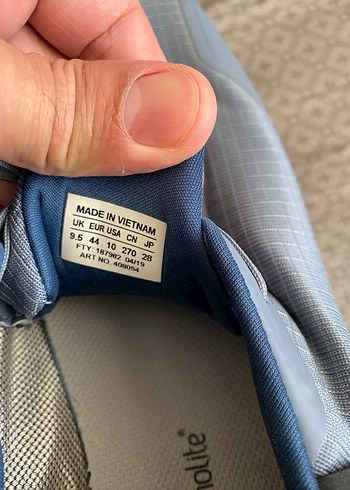 MADE IN VIETNAM
UK EUR USA CN JP
9.5 44 10 270 28
FTY: 187982 04/19
ART NO. 408054
nolite®